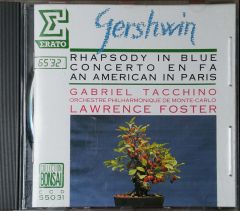 Gershwin
ERATO
65'32
RHAPSODY IN BLUE
CONCERTO EN FA
AN AMERICAN IN PARIS
GABRIEL TACCHINO
ORCHESTRE PHILHARMONIQUE DE MONTE-CARLO
LAWRENCE FOSTER
COLLECTION
BONSAI
ECD
55031